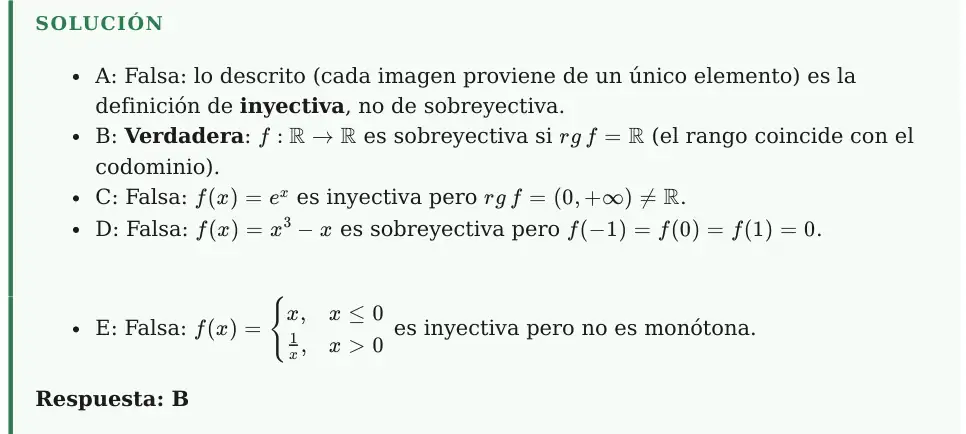 SOLUCIÓN
• A: Falsa: lo descrito (cada imagen proviene de un único elemento) es la
definición de inyectiva, no de sobreyectiva.
• B: Verdadera: f : ℝ → ℝ es sobreyectiva si rg f = ℝ (el rango coincide con el
codominio).
• C: Falsa: f(x) = eˣ es inyectiva pero rg f = (0, +∞) ≠ ℝ.
• D: Falsa: f(x) = x³ − x es sobreyectiva pero f(−1) = f(0) = f(1) = 0.
• E: Falsa: f(x) = { x, x ≤ 0
1/x, x > 0 es inyectiva pero no es monótona.
Respuesta: B